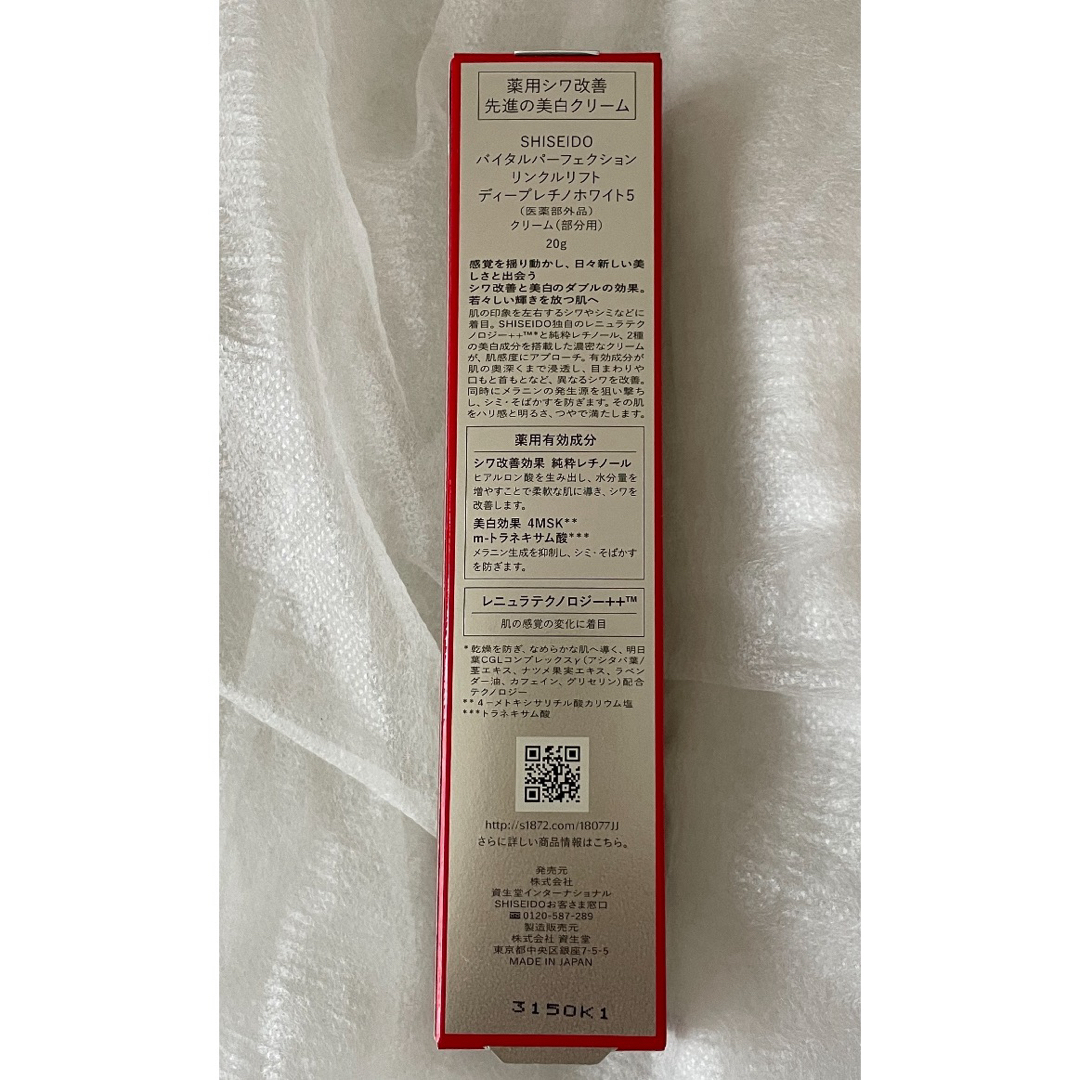 薬用シワ改善
先進の美白クリーム
SHISEIDO
バイタルパーフェクション
リンクルリフト
ディープレチノホワイト5
（医薬部外品）
クリーム（部分用）
20g
感覚を揺り動かし、日々新しい美
しさと出会う
シワ改善と美白のダブルの効果。
若々しい輝きを放つ肌へ
肌の印象を左右するシワやシミなどに
着目。SHISEIDO独自のレニュラテク
ノロジー++™*と純粋レチノール、2種
の美白成分を搭載した濃密なクリーム
が、肌感度にアプローチ。有効成分が
肌の奥深くまで浸透し、目まわりや
口もと首もとなど、異なるシワを改善。
同時にメラニンの発生源を狙い撃ち
し、シミ・そばかすを防ぎます。その肌
をハリ感と明るさ、つやで満たします。
薬用有効成分
シワ改善効果 純粋レチノール
ヒアルロン酸を生み出し、水分量を
増やすことで柔軟な肌に導き、シワを
改善します。
美白効果 4MSK**
m-トラネキサム酸***
メラニン生成を抑制し、シミ・そばかす
を防ぎます。
レニュラテクノロジー++™
肌の感覚の変化に着目
*乾燥を防ぎ、なめらかな肌へ導く、明日
葉CGLコンプレックスγ（アシタバ葉/
茎エキス、ナツメ果実エキス、ラベン
ダー油、カフェイン、グリセリン）配合
テクノロジー
**4－メトキシサリチル酸カリウム塩
***トラネキサム酸
http://s1872.com/18077JJ
さらに詳しい商品情報はこちら。
発売元
株式会社
資生堂インターナショナル
SHISEIDOお客さま窓口
0120-587-289
製造販売元
株式会社 資生堂
東京都中央区銀座7-5-5
MADE IN JAPAN
3150K1